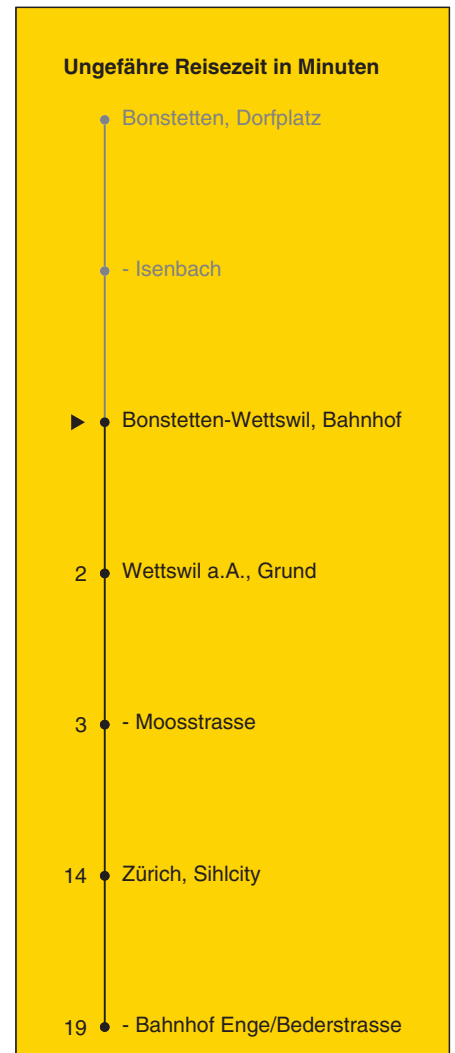 Ungefähre Reisezeit in Minuten
Bonstetten, Dorfplatz
- Isenbach
Bonstetten-Wettswil, Bahnhof
2 Wettswil a.A., Grund
3 - Moosstrasse
14 Zürich, Sihlcity
19 - Bahnhof Enge/Bederstrasse